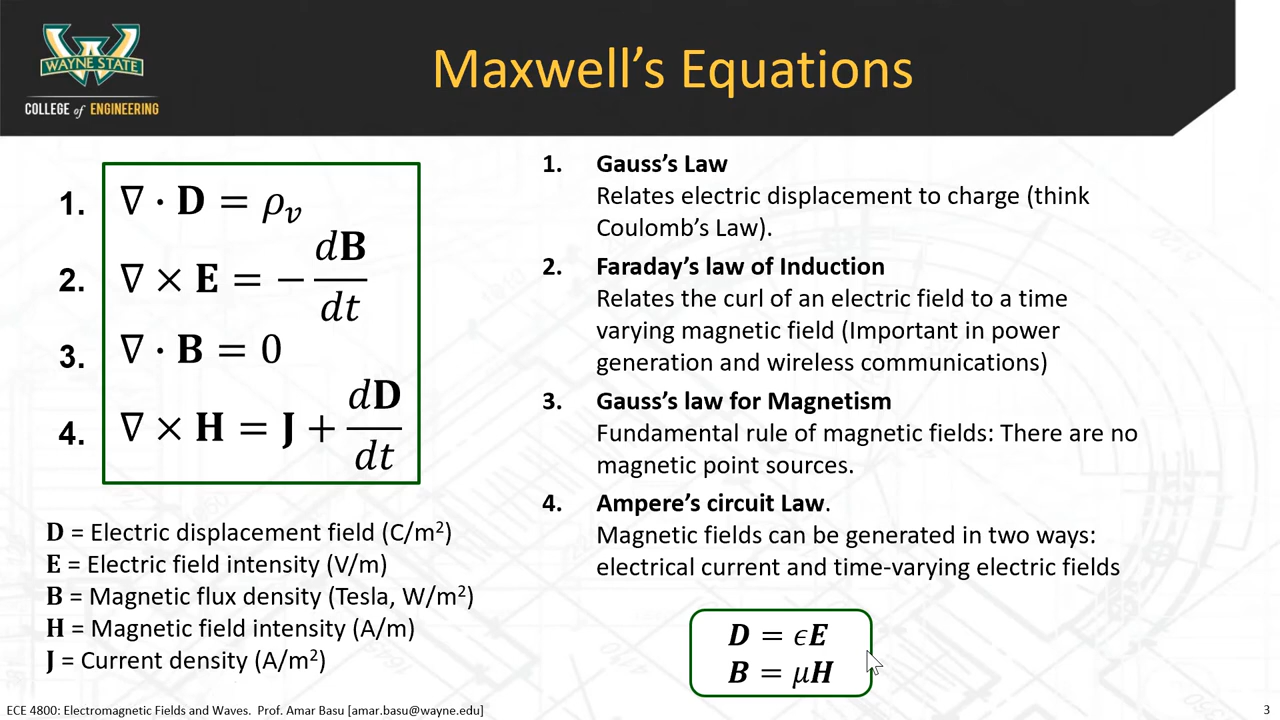 WAYNE STATE
COLLEGE of ENGINEERING
Maxwell's Equations
1. ∇ · D = ρᵥ
2. ∇ × E = − dB/dt
3. ∇ · B = 0
4. ∇ × H = J + dD/dt
D = Electric displacement field (C/m²)
E = Electric field intensity (V/m)
B = Magnetic flux density (Tesla, W/m²)
H = Magnetic field intensity (A/m)
J = Current density (A/m²)
1. Gauss's Law
Relates electric displacement to charge (think
Coulomb's Law).
2. Faraday's law of Induction
Relates the curl of an electric field to a time
varying magnetic field (Important in power
generation and wireless communications)
3. Gauss's law for Magnetism
Fundamental rule of magnetic fields: There are no
magnetic point sources.
4. Ampere's circuit Law.
Magnetic fields can be generated in two ways:
electrical current and time-varying electric fields
D = ϵE
B = μH
ECE 4800: Electromagnetic Fields and Waves. Prof. Amar Basu [amar.basu@wayne.edu]
3